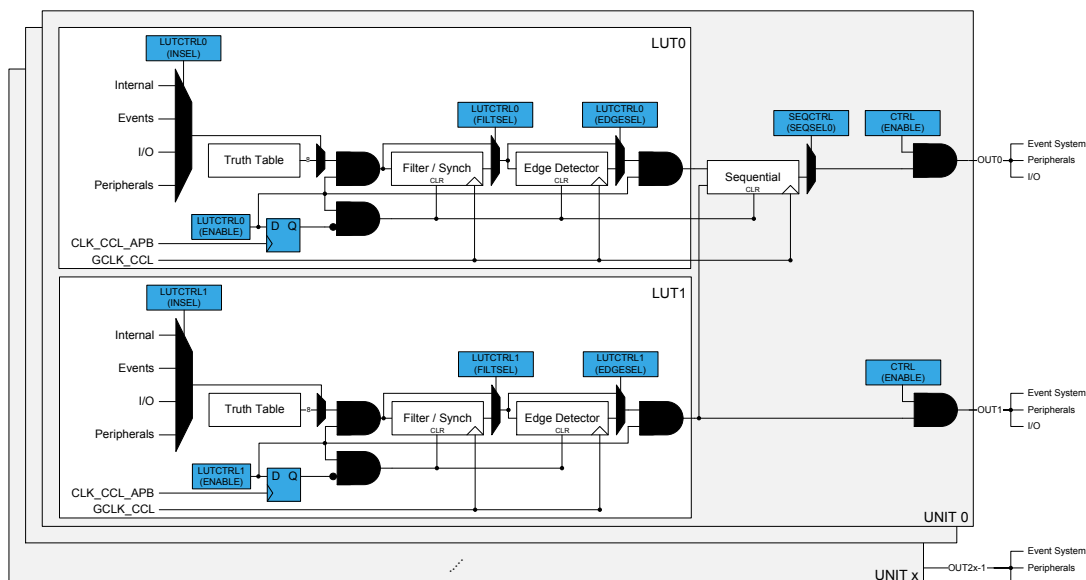 LUTCTRL0
(INSEL)
LUT0
Internal
Events
I/O
Peripherals
Truth Table
8
LUTCTRL0
(FILTSEL)
LUTCTRL0
(EDGESEL)
Filter / Synch
CLR
Edge Detector
CLR
SEQCTRL
(SEQSEL0)
Sequential
CLR
CTRL
(ENABLE)
OUT0
Event System
Peripherals
I/O
LUTCTRL0
(ENABLE)
D Q
CLK_CCL_APB
GCLK_CCL
LUTCTRL1
(INSEL)
LUT1
Internal
Events
I/O
Peripherals
Truth Table
8
LUTCTRL1
(FILTSEL)
LUTCTRL1
(EDGESEL)
Filter / Synch
CLR
Edge Detector
CLR
CTRL
(ENABLE)
OUT1
Event System
Peripherals
I/O
LUTCTRL1
(ENABLE)
D Q
CLK_CCL_APB
GCLK_CCL
UNIT 0
UNIT x
OUT2x-1
Event System
Peripherals